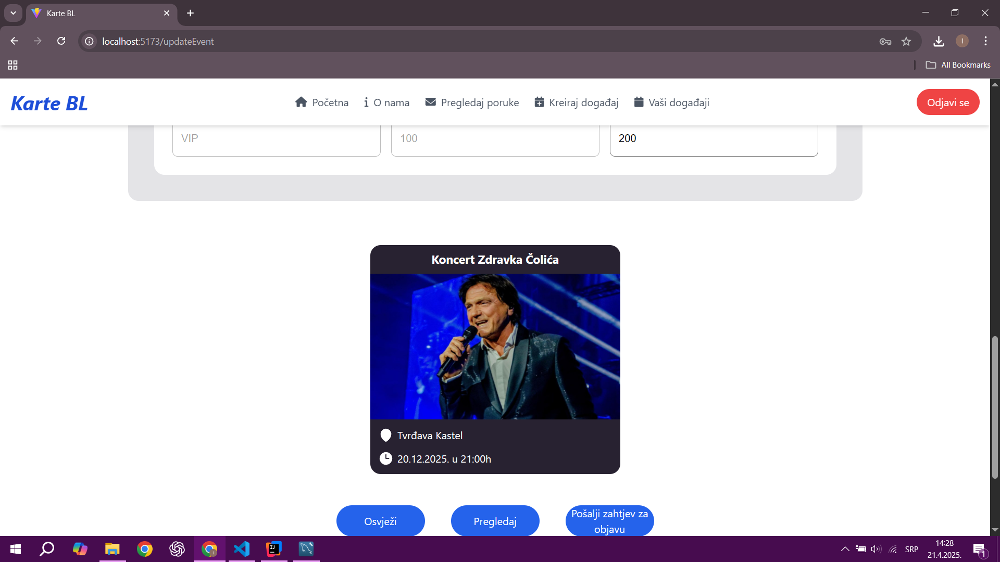 Karte BL
localhost:5173/updateEvent
I
All Bookmarks
Karte BL
Početna
O nama
Pregledaj poruke
Kreiraj događaj
Vaši događaji
Odjavi se
VIP
100
200
Koncert Zdravka Čolića
Tvrđava Kastel
20.12.2025. u 21:00h
Osvježi
Pregledaj
Pošalji zahtjev za
objavu
IJ
SRP
14:28
21.4.2025.
1